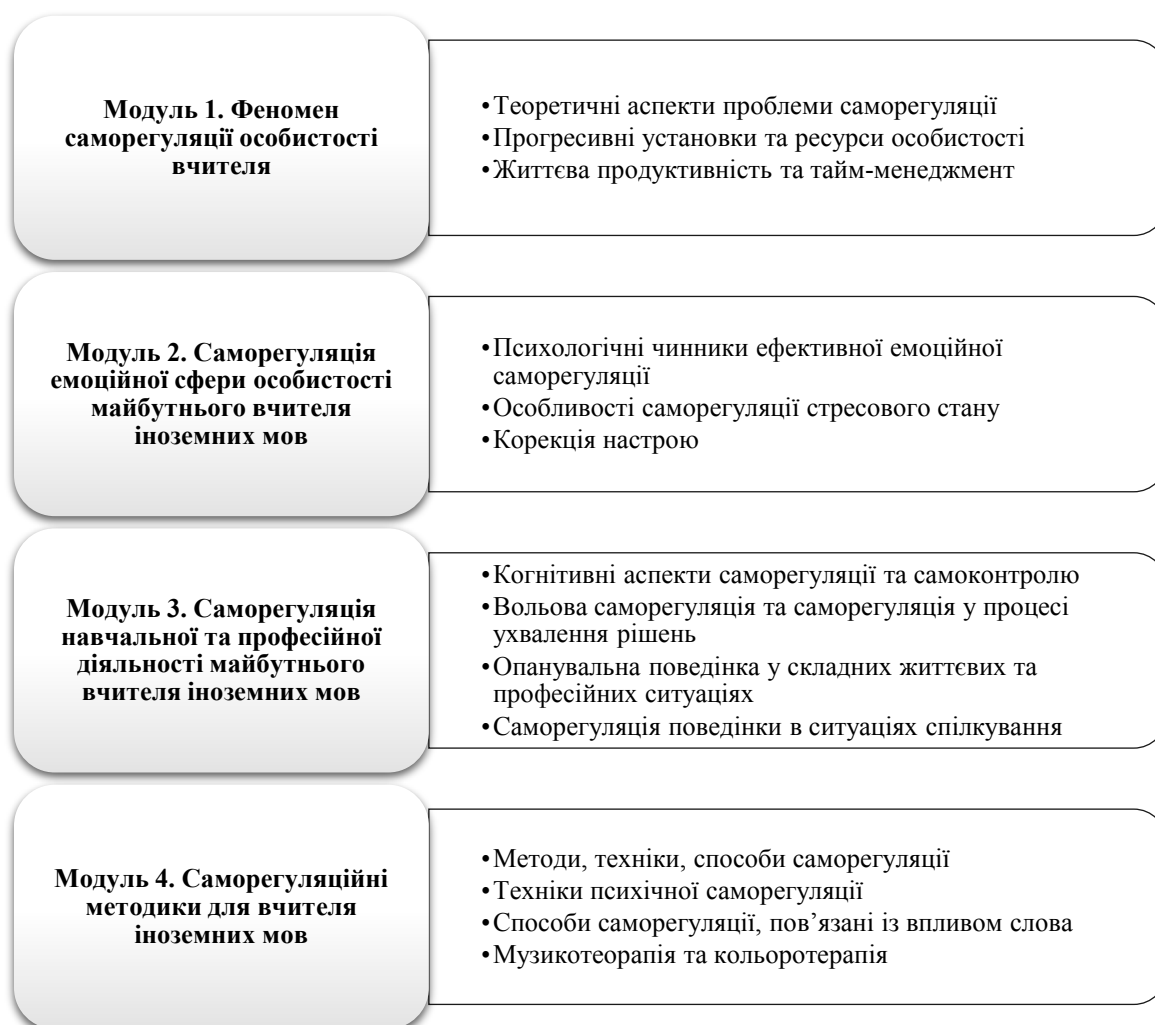 Модуль 1. Феномен
саморегуляції особистості
вчителя
•Теоретичні аспекти проблеми саморегуляції
•Прогресивні установки та ресурси особистості
•Життєва продуктивність та тайм-менеджмент
Модуль 2. Саморегуляція
емоційної сфери особистості
майбутнього вчителя
іноземних мов
•Психологічні чинники ефективної емоційної
саморегуляції
•Особливості саморегуляції стресового стану
•Корекція настрою
Модуль 3. Саморегуляція
навчальної та професійної
діяльності майбутнього
вчителя іноземних мов
•Когнітивні аспекти саморегуляції та самоконтролю
•Вольова саморегуляція та саморегуляція у процесі
ухвалення рішень
•Опанувальна поведінка у складних життєвих та
професійних ситуаціях
•Саморегуляція поведінки в ситуаціях спілкування
Модуль 4. Саморегуляційні
методики для вчителя
іноземних мов
•Методи, техніки, способи саморегуляції
•Техніки психічної саморегуляції
•Способи саморегуляції, пов’язані із впливом слова
•Музикотеорапія та кольоротерапія